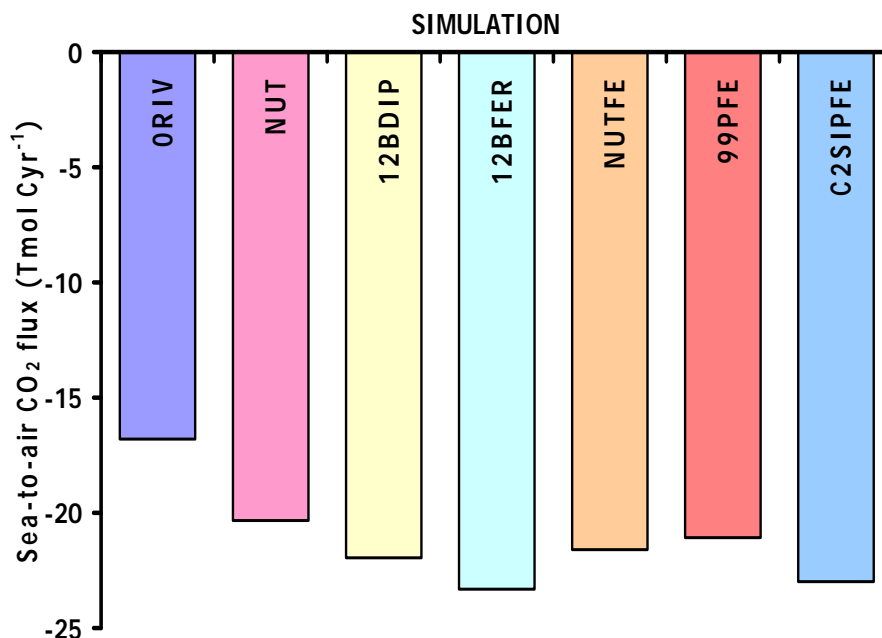 SIMULATION
0
-5
-10
-15
-20
-25
Sea-to-air CO₂ flux (Tmol Cyr⁻¹)
0RIV
NUT
12BDIP
12BFER
NUTFE
99PFE
C2SIPFE